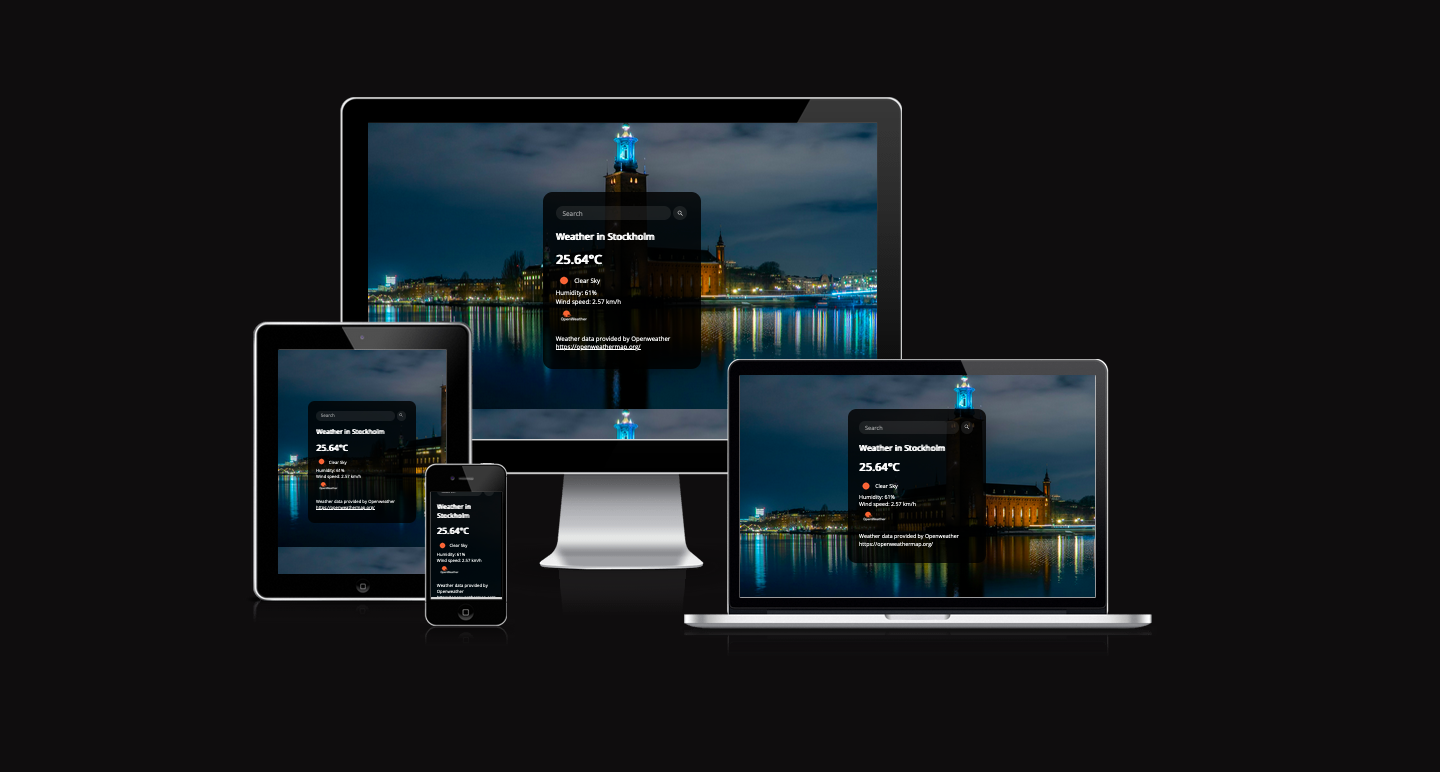 Search
Weather in Stockholm
25.64°C
Clear Sky
Humidity: 61%
Wind speed: 2.57 km/h
OpenWeather
Weather data provided by Openweather
https://openweathermap.org/
Search
Weather in Stockholm
25.64°C
Clear Sky
Humidity: 61%
Wind speed: 2.57 km/h
OpenWeather
Weather data provided by Openweather
https://openweathermap.org/
Weather in
Stockholm
25.64°C
Clear Sky
Humidity: 61%
Wind speed: 2.57 km/h
OpenWeather
Weather data provided by
Openweather
Search
Weather in Stockholm
25.64°C
Clear Sky
Humidity: 61%
Wind speed: 2.57 km/h
OpenWeather
Weather data provided by Openweather
https://openweathermap.org/